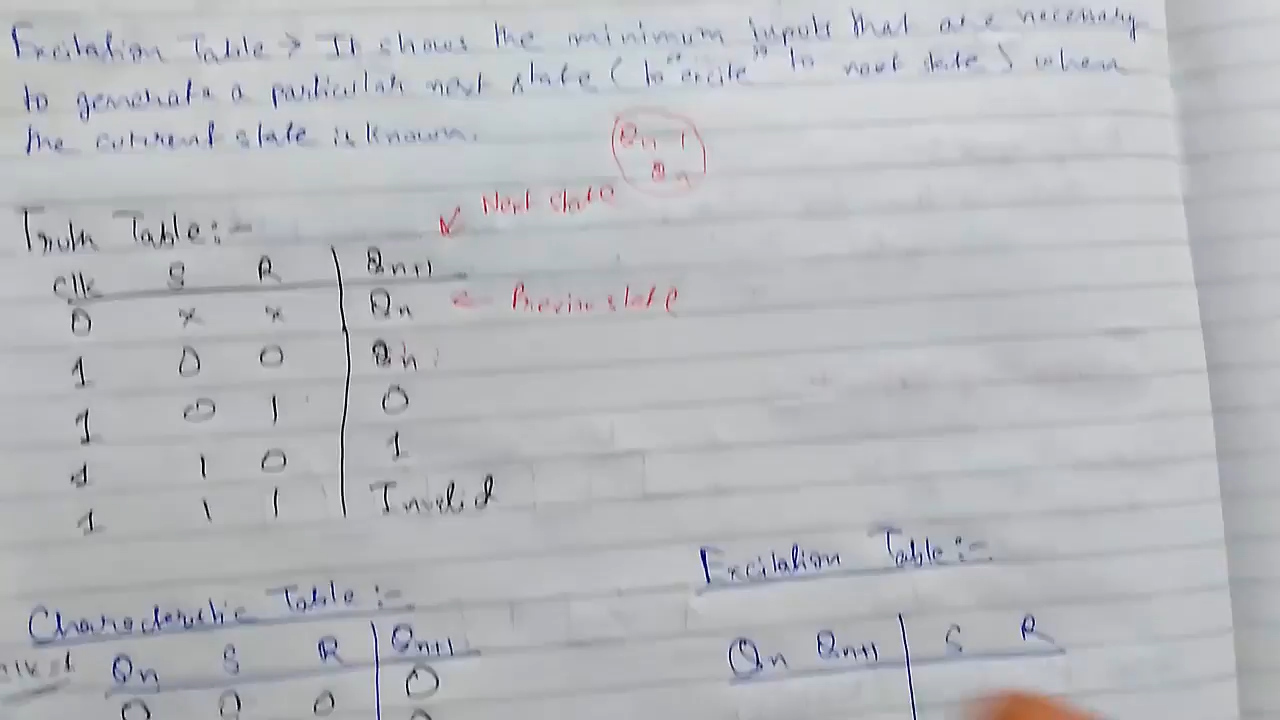 Excitation Table > It shows the minimum inputs that are necessary
to generate a particular next state (to "excite" to next state) when
the current state is known.
Qn-1
Qn
Next state
Truth Table:-
Clk S R Qn+1
0 x x Qn ← Previous state
1 0 0 Qn
1 0 1 0
1 1 0 1
1 1 1 Invalid
Excitation Table:-
Characteristic Table:-
Qn S R Qn+1
0 0 0 0
Qn Qn+1 S R